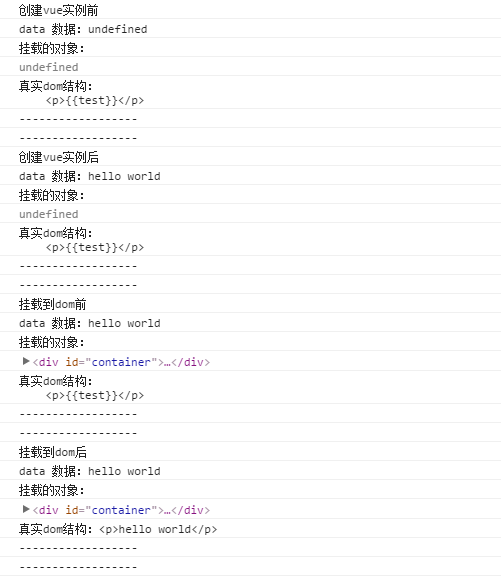 创建vue实例前
data 数据: undefined
挂载的对象:
undefined
真实dom结构:
<p>{{test}}</p>
------------------
------------------
创建vue实例后
data 数据: hello world
挂载的对象:
undefined
真实dom结构:
<p>{{test}}</p>
------------------
------------------
挂载到dom前
data 数据: hello world
挂载的对象:
▶<div id="container">…</div>
真实dom结构:
<p>{{test}}</p>
------------------
------------------
挂载到dom后
data 数据: hello world
挂载的对象:
▶<div id="container">…</div>
真实dom结构: <p>hello world</p>
------------------
------------------